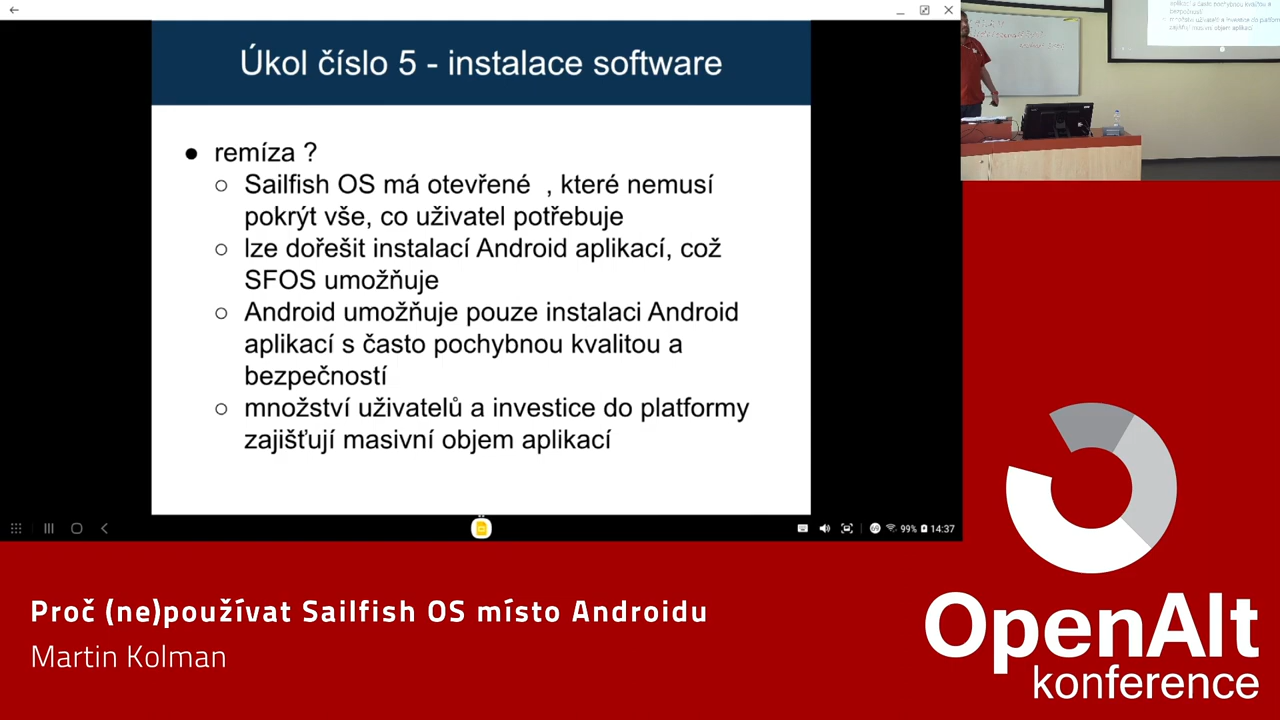 Úkol číslo 5 - instalace software
● remíza ?
○ Sailfish OS má otevřené , které nemusí
pokrýt vše, co uživatel potřebuje
○ lze dořešit instalací Android aplikací, což
SFOS umožňuje
○ Android umožňuje pouze instalaci Android
aplikací s často pochybnou kvalitou a
bezpečností
○ množství uživatelů a investice do platformy
zajišťují masivní objem aplikací
99% 14:37
Proč (ne)používat Sailfish OS místo Androidu
Martin Kolman
OpenAlt
konference